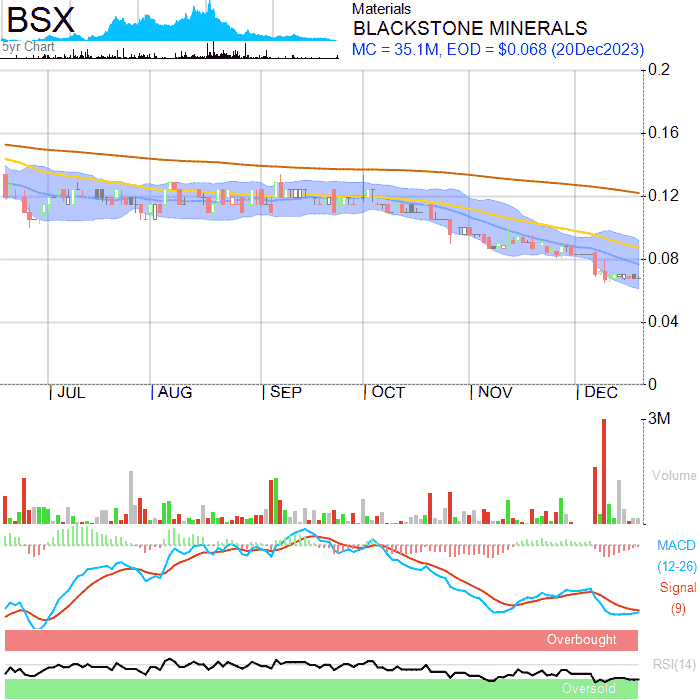 BSX
5yr Chart
Materials
BLACKSTONE MINERALS
MC = 35.1M, EOD = $0.068 (20Dec2023)
0.2
0.16
0.12
0.08
0.04
0
JUL AUG SEP OCT NOV DEC
3M
Volume
MACD
(12-26)
Signal
(9)
Overbought
RSI(14)
Oversold